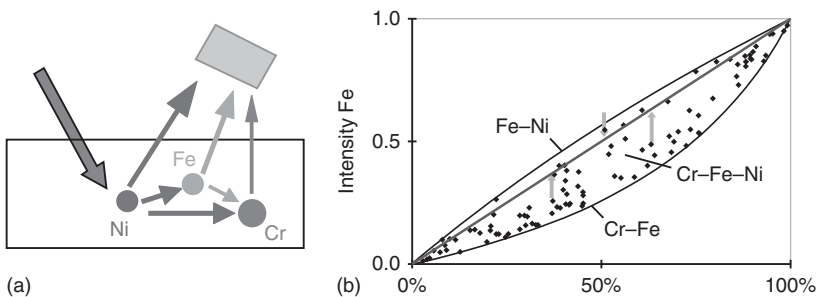 Fe
Ni
Cr
(a)
Intensity Fe
1.0
0.5
0.0
Fe–Ni
Cr–Fe–Ni
Cr–Fe
0%
50%
100%
(b)